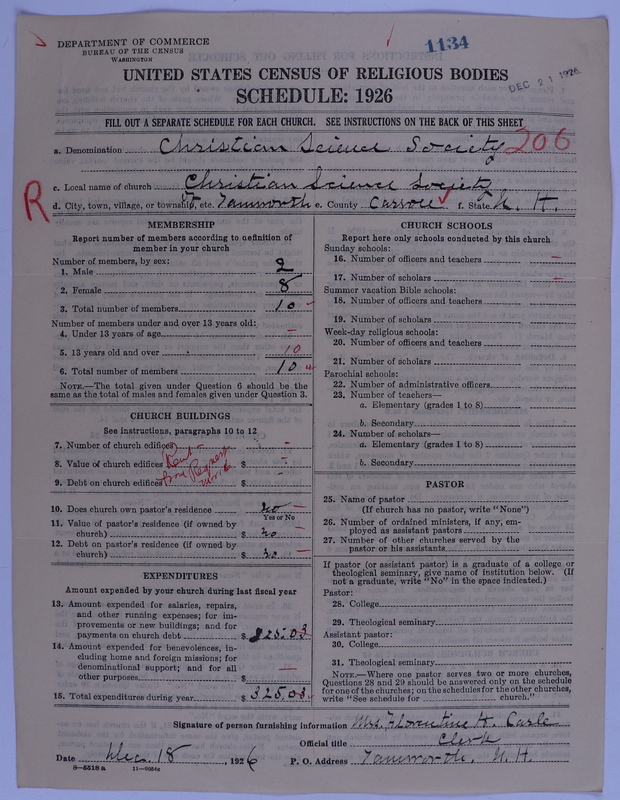 DEPARTMENT OF COMMERCE
BUREAU OF THE CENSUS
WASHINGTON
1134
DEC 21 1926
UNITED STATES CENSUS OF RELIGIOUS BODIES
SCHEDULE: 1926
FILL OUT A SEPARATE SCHEDULE FOR EACH CHURCH. SEE INSTRUCTIONS ON THE BACK OF THIS SHEET
a. Denomination Christian Science Society 206
c. Local name of church Christian Science Society
R
d. City, town, village, or township, etc. Tamworth e. County Carroll f. State N. H.
MEMBERSHIP
Report number of members according to definition of
member in your church
Number of members, by sex:
1. Male 2
2. Female 8
3. Total number of members 10
Number of members under and over 13 years old:
4. Under 13 years of age —
5. 13 years old and over 10
6. Total number of members 10
NOTE.—The total given under Question 6 should be the
same as the total of males and females given under Question 3.
CHURCH BUILDINGS
See instructions, paragraphs 10 to 12
7. Number of church edifices —
8. Value of church edifices $ —
9. Debt on church edifices $ —
Rent
10. Does church own pastor's residence no —
Yes or No
11. Value of pastor's residence (if owned by
church) $ no —
12. Debt on pastor's residence (if owned by
church) $ no —
EXPENDITURES
Amount expended by your church during last fiscal year
13. Amount expended for salaries, repairs,
and other running expenses; for im-
provements or new buildings; and for
payments on church debt $ 325.03
14. Amount expended for benevolences, in-
cluding home and foreign missions; for
denominational support; and for all
other purposes $ —
15. Total expenditures during year $ 325.03
CHURCH SCHOOLS
Report here only schools conducted by this church
Sunday schools:
16. Number of officers and teachers —
17. Number of scholars —
Summer vacation Bible schools:
18. Number of officers and teachers
19. Number of scholars
Week-day religious schools:
20. Number of officers and teachers
21. Number of scholars
Parochial schools:
22. Number of administrative officers
23. Number of teachers—
a. Elementary (grades 1 to 8)
b. Secondary
24. Number of scholars—
a. Elementary (grades 1 to 8)
b. Secondary
PASTOR
25. Name of pastor
(If church has no pastor, write "None")
26. Number of ordained ministers, if any, em-
ployed as assistant pastors
27. Number of other churches served by the
pastor or his assistants
If pastor (or assistant pastor) is a graduate of a college or
theological seminary, give name of institution below. (If
not a graduate, write "No" in the space indicated.)
Pastor:
28. College
29. Theological seminary
Assistant pastor:
30. College
31. Theological seminary
NOTE.—Where one pastor serves two or more churches,
Questions 28 and 29 should be answered only on the schedule
for one of the churches; on the schedules for the other churches,
write "See schedule for church."
Signature of person furnishing information Mrs. Florentine H. Carle
Official title Clerk
Date Dec. 18, 1926 P. O. Address Tamworth, N. H.
8—5518 a 11—9054c